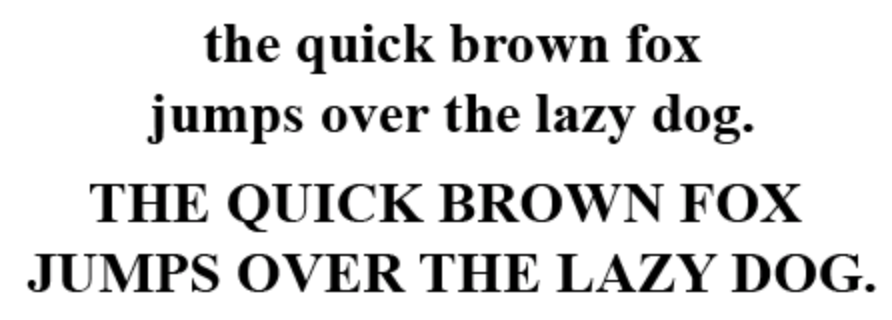 the quick brown fox
jumps over the lazy dog.
THE QUICK BROWN FOX
JUMPS OVER THE LAZY DOG.